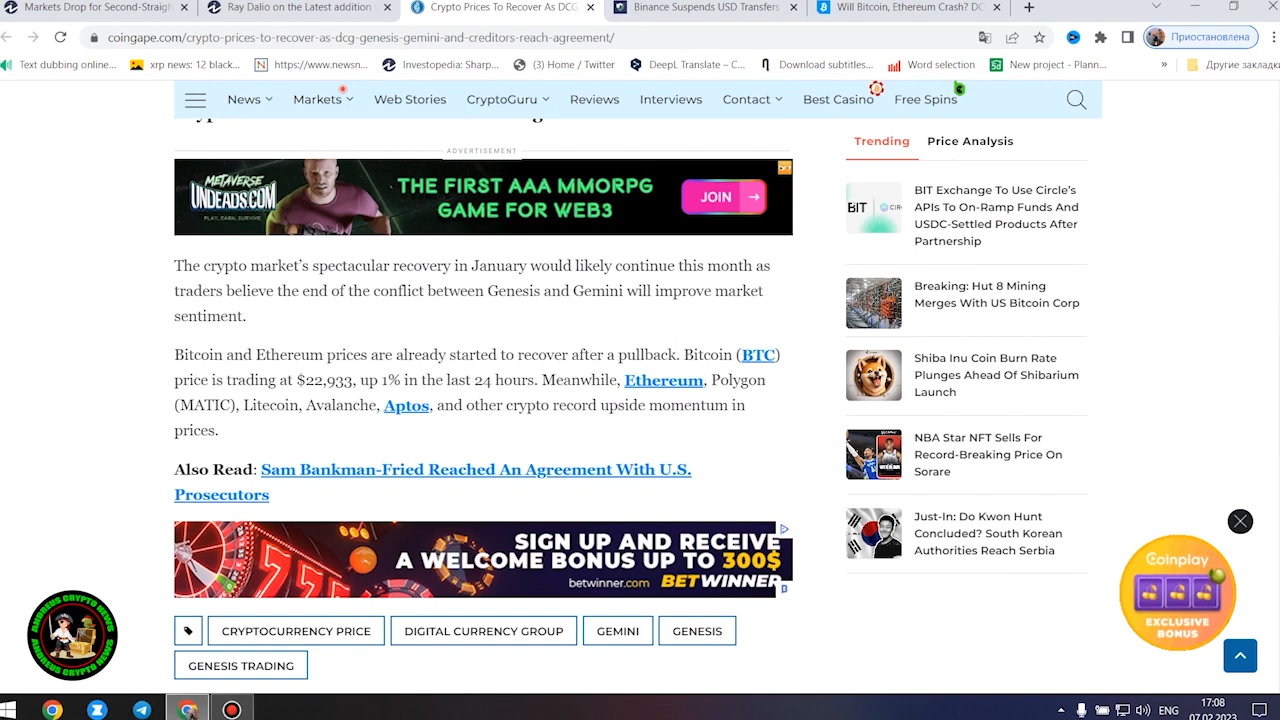 Markets Drop for Second-Straigh
Ray Dalio on the Latest addition
Crypto Prices To Recover As DCG
Binance Suspends USD Transfers
Will Bitcoin, Ethereum Crash? DC
coingape.com/crypto-prices-to-recover-as-dcg-genesis-gemini-and-creditors-reach-agreement/
Приостановлена
Text dubbing online...
xrp news: 12 black...
https://www.newsn...
Investopedia: Sharp...
(3) Home / Twitter
DeepL Translate – C...
Download subtitles...
Word selection
New project - Plann...
»
Другие закладки
News
Markets
Web Stories
CryptoGuru
Reviews
Interviews
Contact
Best Casino
Free Spins
ADVERTISEMENT
METAVERSE
UNDEADS.COM
PLAY, EARN, SURVIVE
THE FIRST AAA MMORPG
GAME FOR WEB3
JOIN
The crypto market's spectacular recovery in January would likely continue this month as
traders believe the end of the conflict between Genesis and Gemini will improve market
sentiment.
Bitcoin and Ethereum prices are already started to recover after a pullback. Bitcoin (BTC)
price is trading at $22,933, up 1% in the last 24 hours. Meanwhile, Ethereum, Polygon
(MATIC), Litecoin, Avalanche, Aptos, and other crypto record upside momentum in
prices.
Also Read: Sam Bankman-Fried Reached An Agreement With U.S.
Prosecutors
SIGN UP AND RECEIVE
A WELCOME BONUS UP TO 300$
betwinner.com BETWINNER
CRYPTOCURRENCY PRICE
DIGITAL CURRENCY GROUP
GEMINI
GENESIS
GENESIS TRADING
Trending
Price Analysis
BIT
CIR
BIT Exchange To Use Circle's
APIs To On-Ramp Funds And
USDC-Settled Products After
Partnership
Breaking: Hut 8 Mining
Merges With US Bitcoin Corp
Shiba Inu Coin Burn Rate
Plunges Ahead Of Shibarium
Launch
NBA Star NFT Sells For
Record-Breaking Price On
Sorare
Just-In: Do Kwon Hunt
Concluded? South Korean
Authorities Reach Serbia
Coinplay
EXCLUSIVE
BONUS
ANDREUS CRYPTO NEWS
ANDREUS CRYPTO NEWS
ENG
17:08
07.02.2023